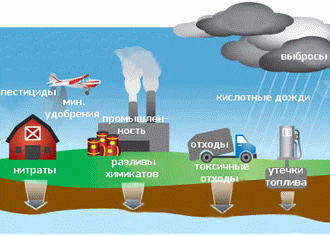 выбросы
пестициды
мин.
удобрения
кислотные дожди
промышлен-
ность
отходы
нитраты
разливы
химикатов
токсичные
отходы
утечки
топлива